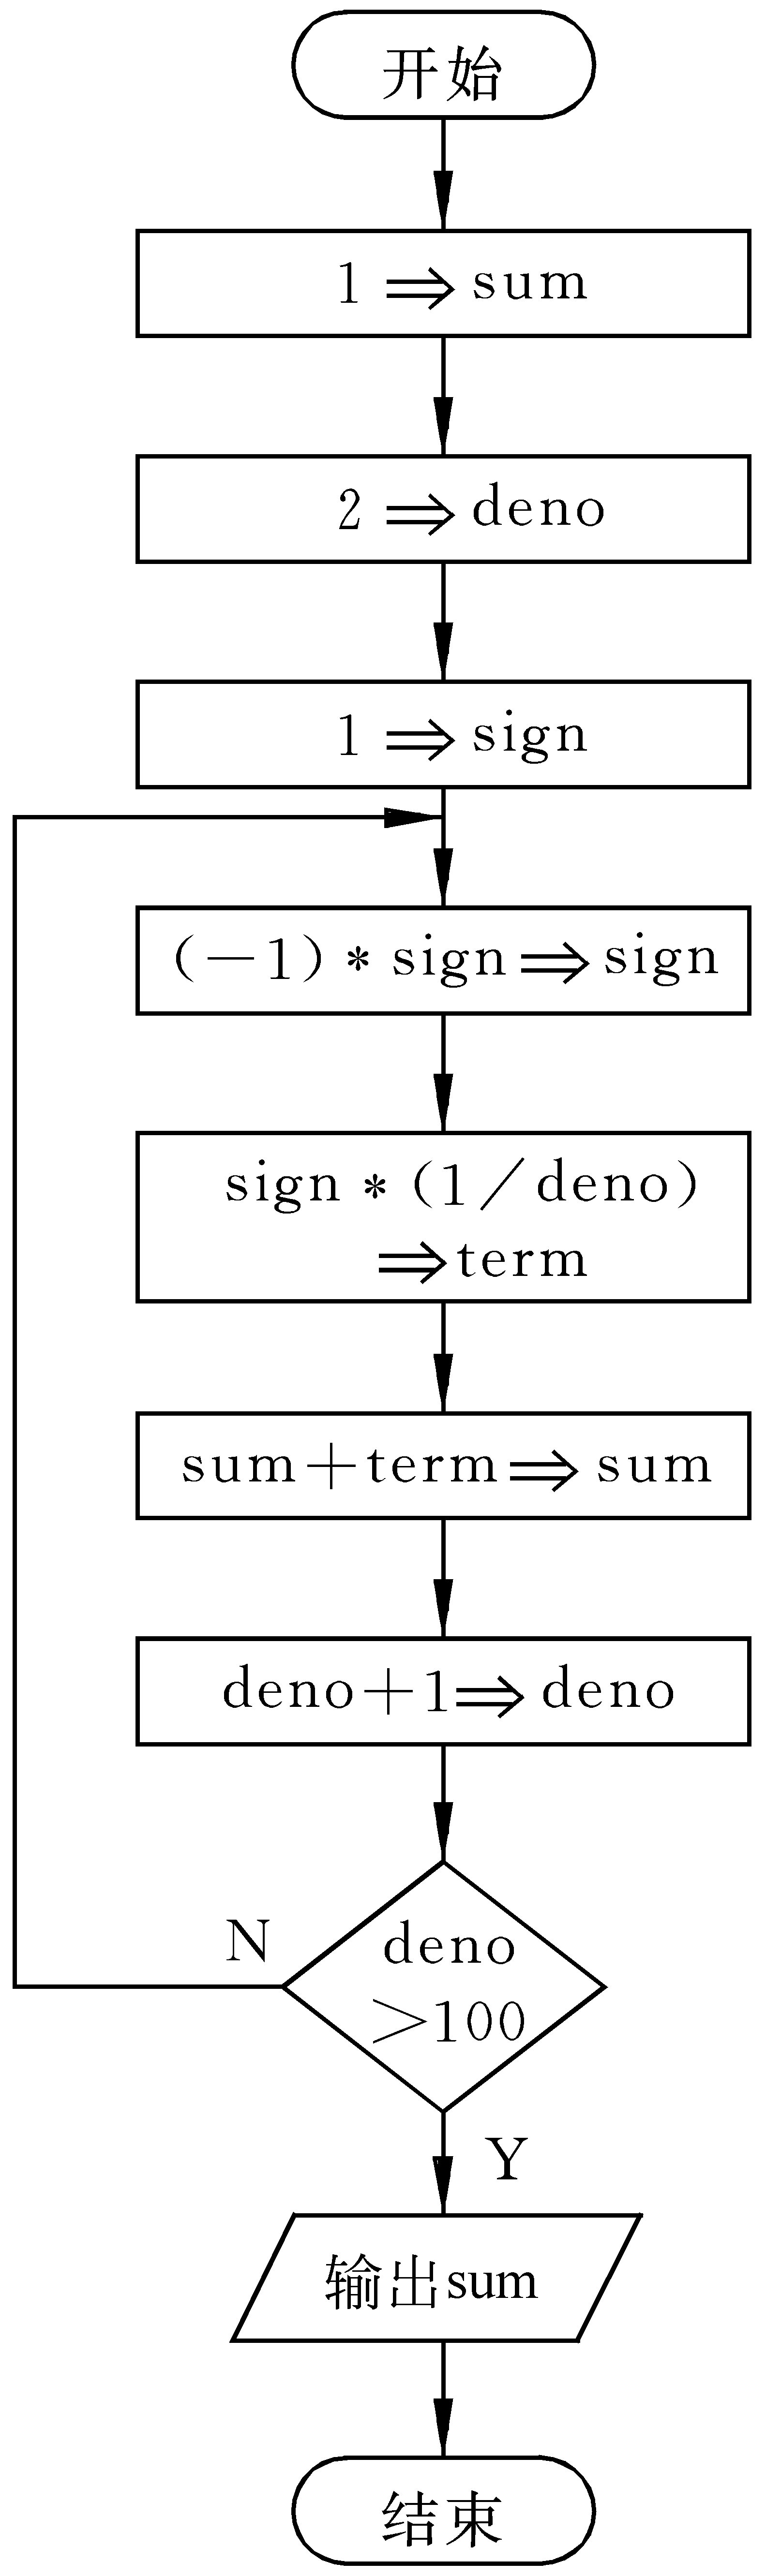 开始
1 ⇒ sum
2 ⇒ deno
1 ⇒ sign
(−1) * sign ⇒ sign
sign * (1/deno)
⇒ term
sum+term ⇒ sum
deno+1 ⇒ deno
N
deno
>100
Y
输出sum
结束